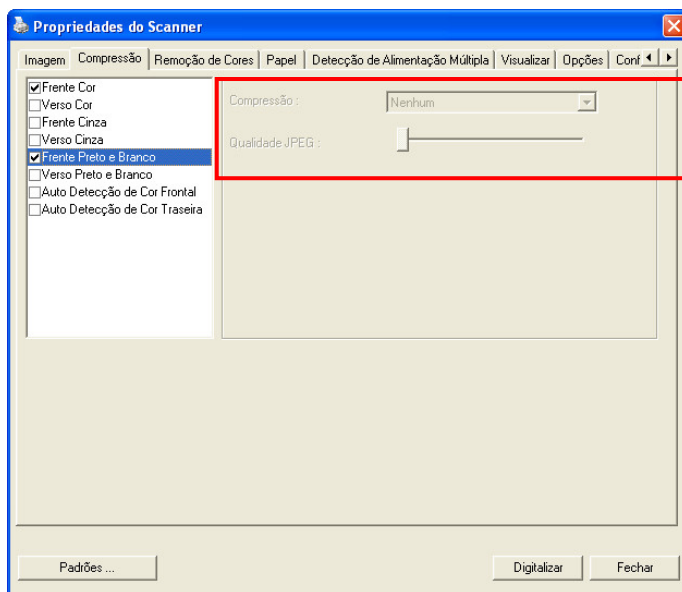 Propriedades do Scanner
Imagem Compressão Remoção de Cores Papel Detecção de Alimentação Múltipla Visualizar Opções Conf
Frente Cor
Verso Cor
Frente Cinza
Verso Cinza
Frente Preto e Branco
Verso Preto e Branco
Auto Detecção de Cor Frontal
Auto Detecção de Cor Traseira
Compressão : Nenhum
Qualidade JPEG :
Padrões ... Digitalizar Fechar